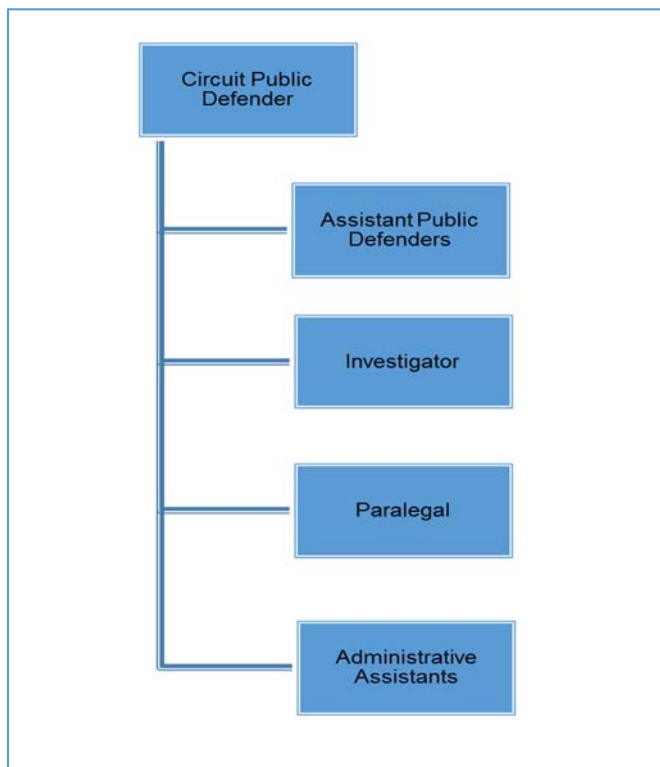 Circuit Public
Defender
Assistant Public
Defenders
Investigator
Paralegal
Administrative
Assistants